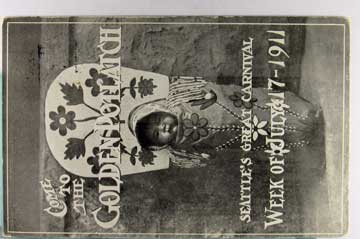 COME
TO
THE
GOLDEN POTLATCH
SEATTLE'S GREAT CARNIVAL
WEEK OF JULY 17-1911